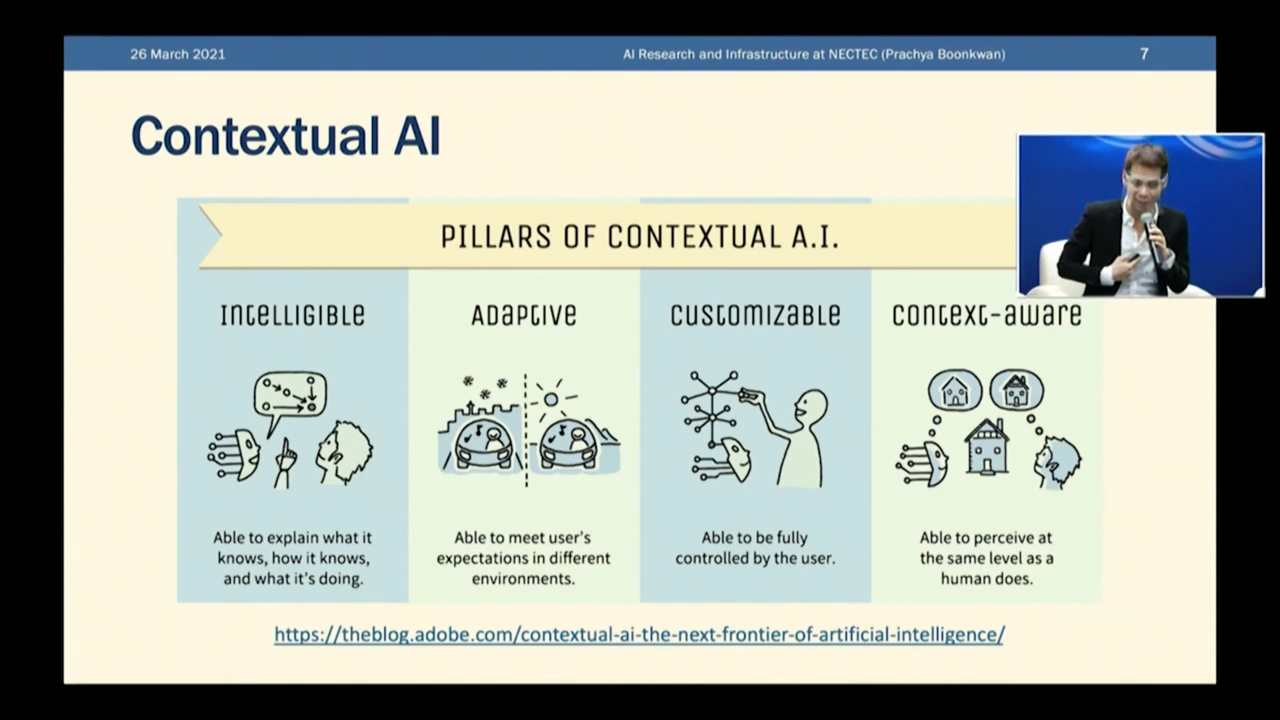 26 March 2021
AI Research and Infrastructure at NECTEC (Prachya Boonkwan)
7
Contextual AI
PILLARS OF CONTEXTUAL A.I.
INTELLIGIBLE
ADAPTIVE
CUSTOMIZABLE
CONTEXT-AWARE
Able to explain what it
knows, how it knows,
and what it's doing.
Able to meet user's
expectations in different
environments.
Able to be fully
controlled by the user.
Able to perceive at
the same level as a
human does.
https://theblog.adobe.com/contextual-ai-the-next-frontier-of-artificial-intelligence/